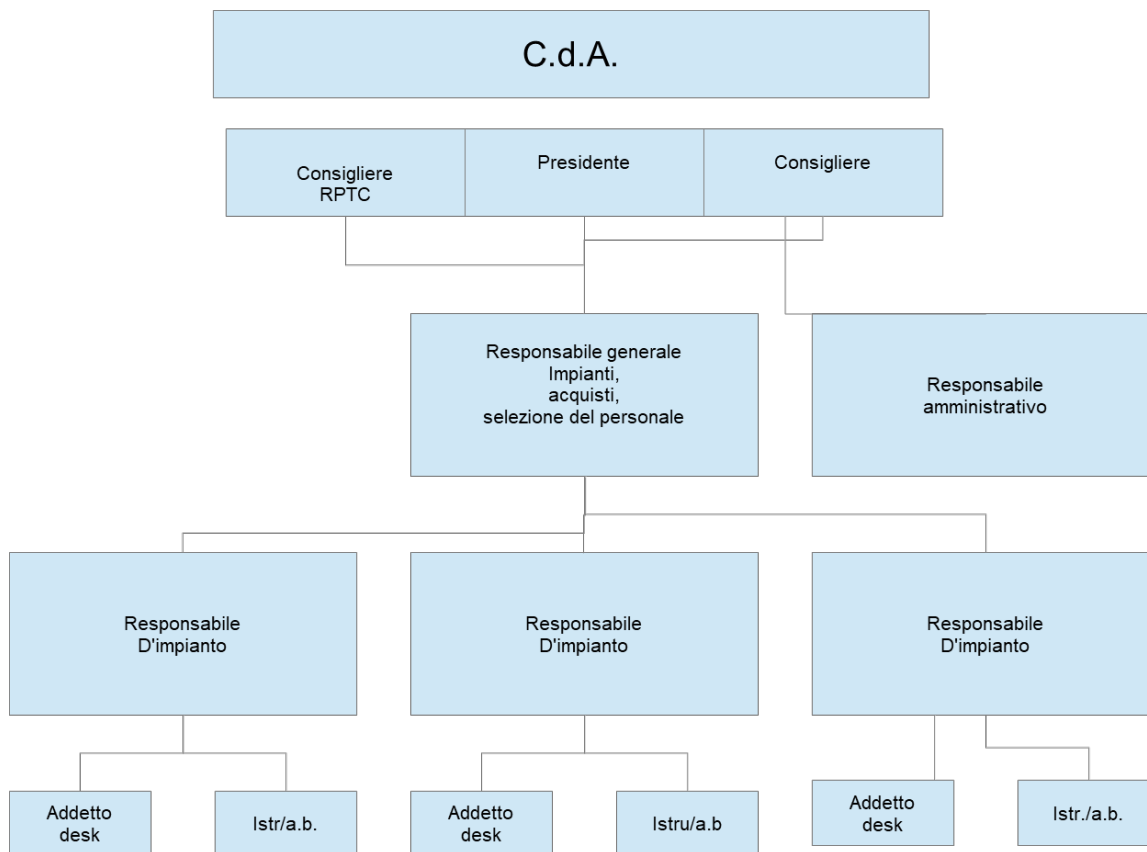 C.d.A.
Consigliere
RPTC
Presidente
Consigliere
Responsabile generale
Impianti,
acquisti,
selezione del personale
Responsabile
amministrativo
Responsabile
D'impianto
Responsabile
D'impianto
Responsabile
D'impianto
Addetto
desk
Istr/a.b.
Addetto
desk
Istru/a.b
Addetto
desk
Istr./a.b.